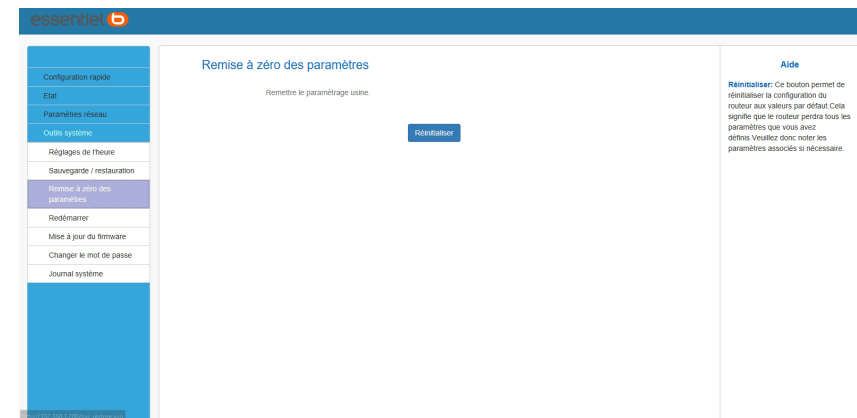 essentiel b
Configuration rapide
Etat
Paramètres réseau
Outils système
Réglages de l'heure
Sauvegarde / restauration
Remise à zéro des
paramètres
Redémarrer
Mise à jour du firmware
Changer le mot de passe
Journal système
Remise à zéro des paramètres
Remettre le paramétrage usine.
Réinitialiser
Aide
Réinitialiser: Ce bouton permet de
réinitialiser la configuration du
routeur aux valeurs par défaut.Cela
signifie que le routeur perdra tous les
paramètres que vous avez
définis.Veuillez donc noter les
paramètres associés si nécessaire.